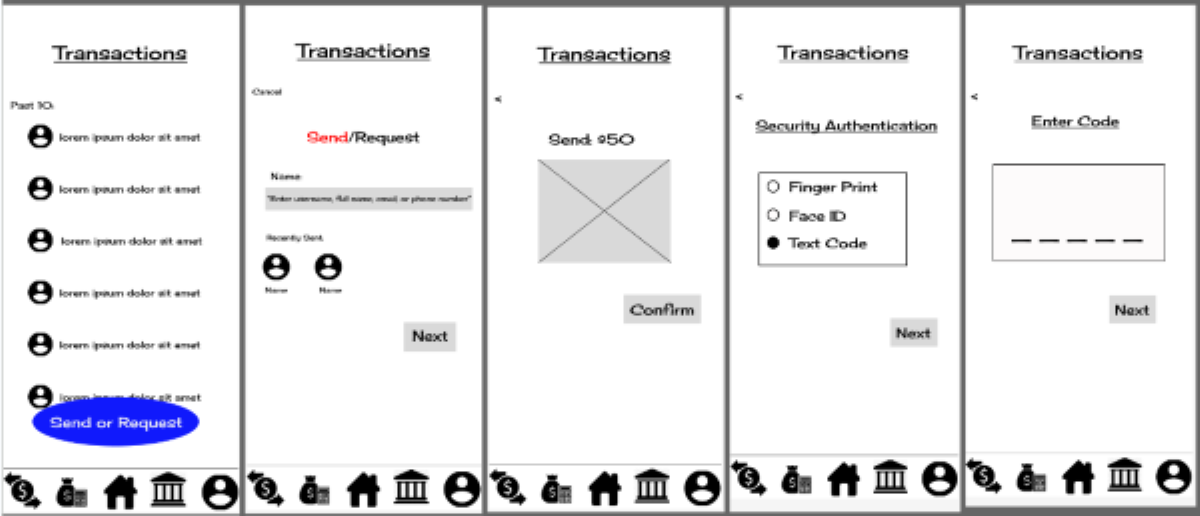 Transactions
Past 10:
lorem ipsum dolor sit amet
lorem ipsum dolor sit amet
lorem ipsum dolor sit amet
lorem ipsum dolor sit amet
lorem ipsum dolor sit amet
lorem ipsum dolor sit amet
Send or Request
Transactions
Cancel
Send/Request
Name:
"Enter username, full name, email, or phone number"
Recently Sent:
Name Name
Next
Transactions
<
Send: $50
Confirm
Transactions
<
Security Authentication
Finger Print
Face ID
Text Code
Next
Transactions
<
Enter Code
_ _ _ _ _
Next